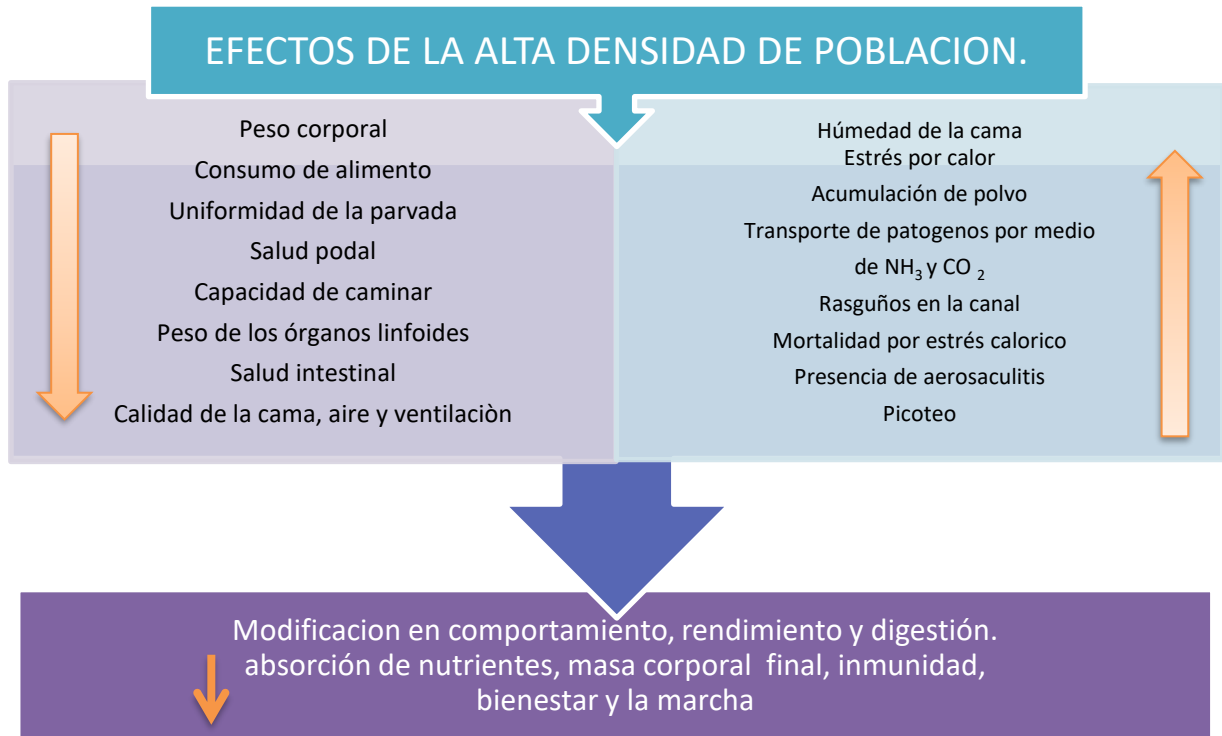 EFECTOS DE LA ALTA DENSIDAD DE POBLACION.
Peso corporal
Consumo de alimento
Uniformidad de la parvada
Salud podal
Capacidad de caminar
Peso de los órganos linfoides
Salud intestinal
Calidad de la cama, aire y ventilaciòn
Húmedad de la cama
Estrés por calor
Acumulación de polvo
Transporte de patogenos por medio
de NH₃ y CO ₂
Rasguños en la canal
Mortalidad por estrés calorico
Presencia de aerosaculitis
Picoteo
Modificacion en comportamiento, rendimiento y digestión.
absorción de nutrientes, masa corporal final, inmunidad,
bienestar y la marcha